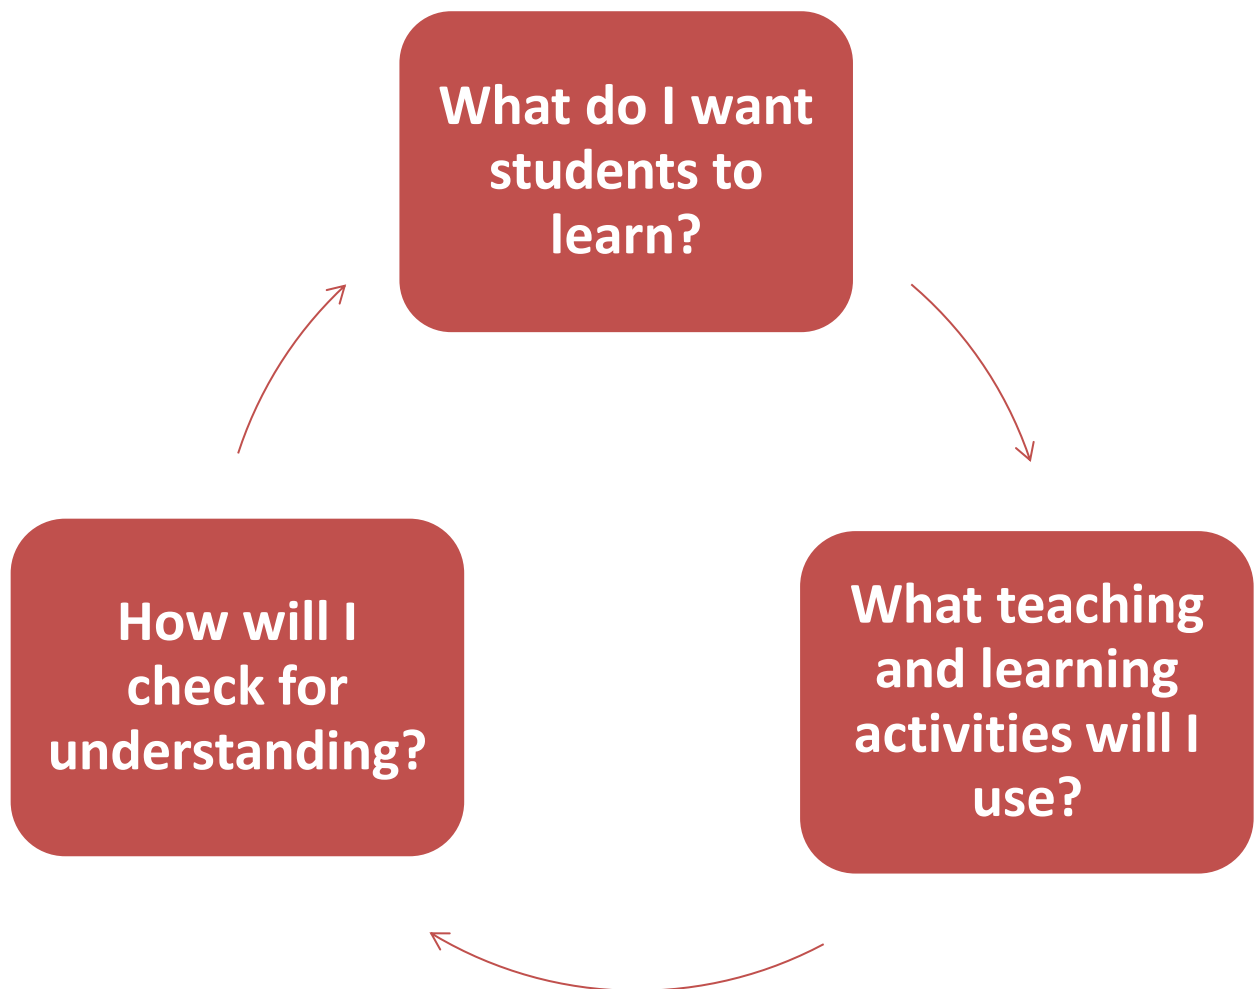 What do I want
students to
learn?
What teaching
and learning
activities will I
use?
How will I
check for
understanding?